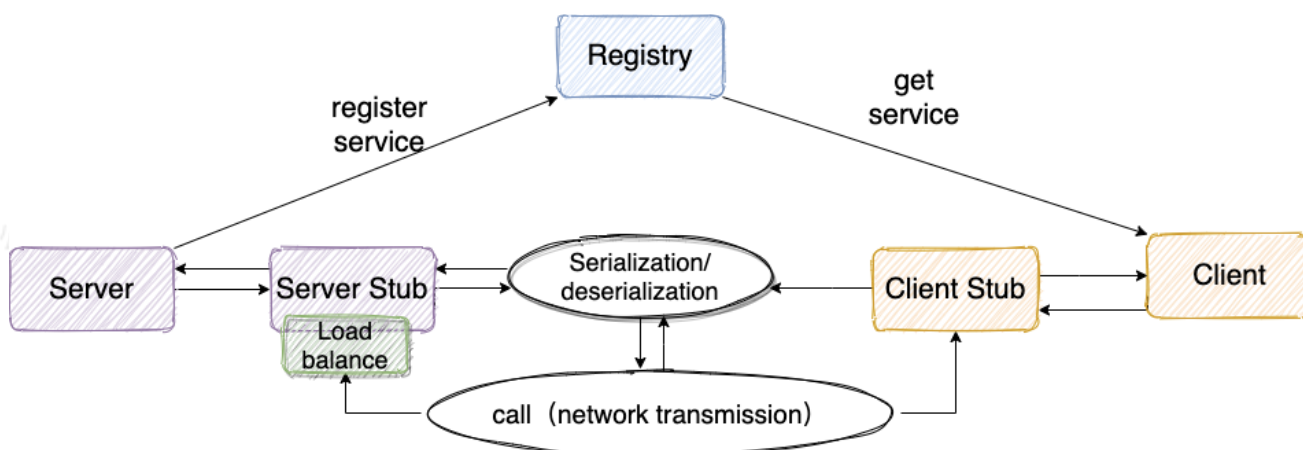 Registry
register
service
get
service
Server
Server Stub
Load
balance
Serialization/
deserialization
Client Stub
Client
call（network transmission）